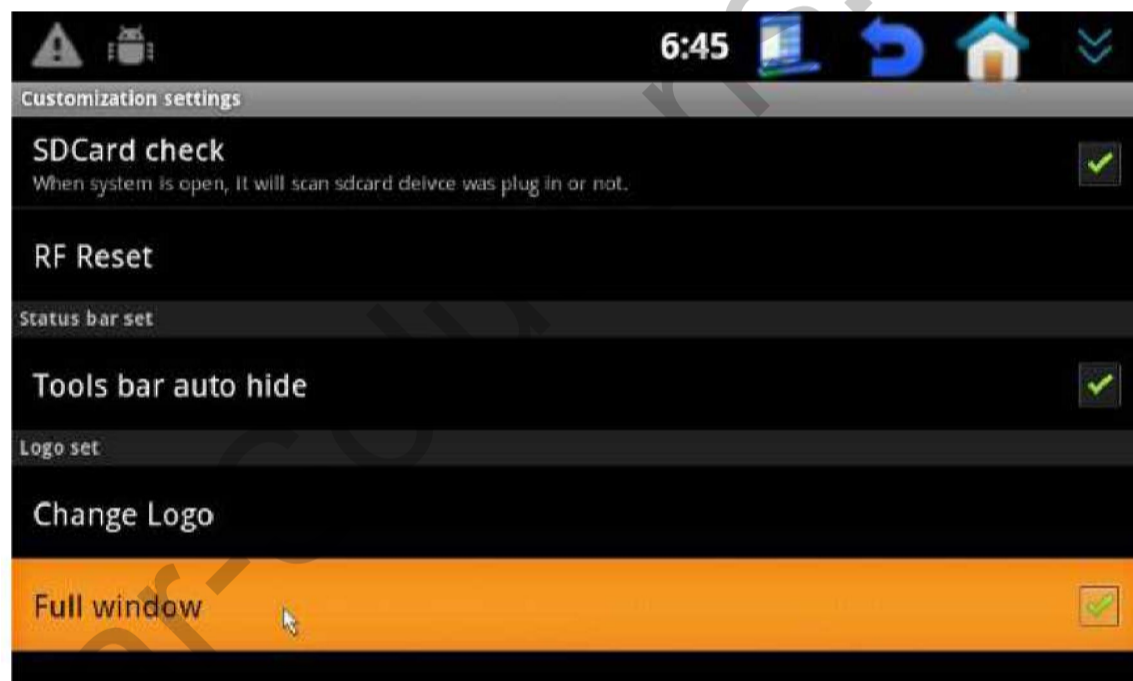 6:45
Customization settings
SDCard check
When system is open, it will scan sdcard deivce was plug in or not.
RF Reset
Status bar set
Tools bar auto hide
Logo set
Change Logo
Full window